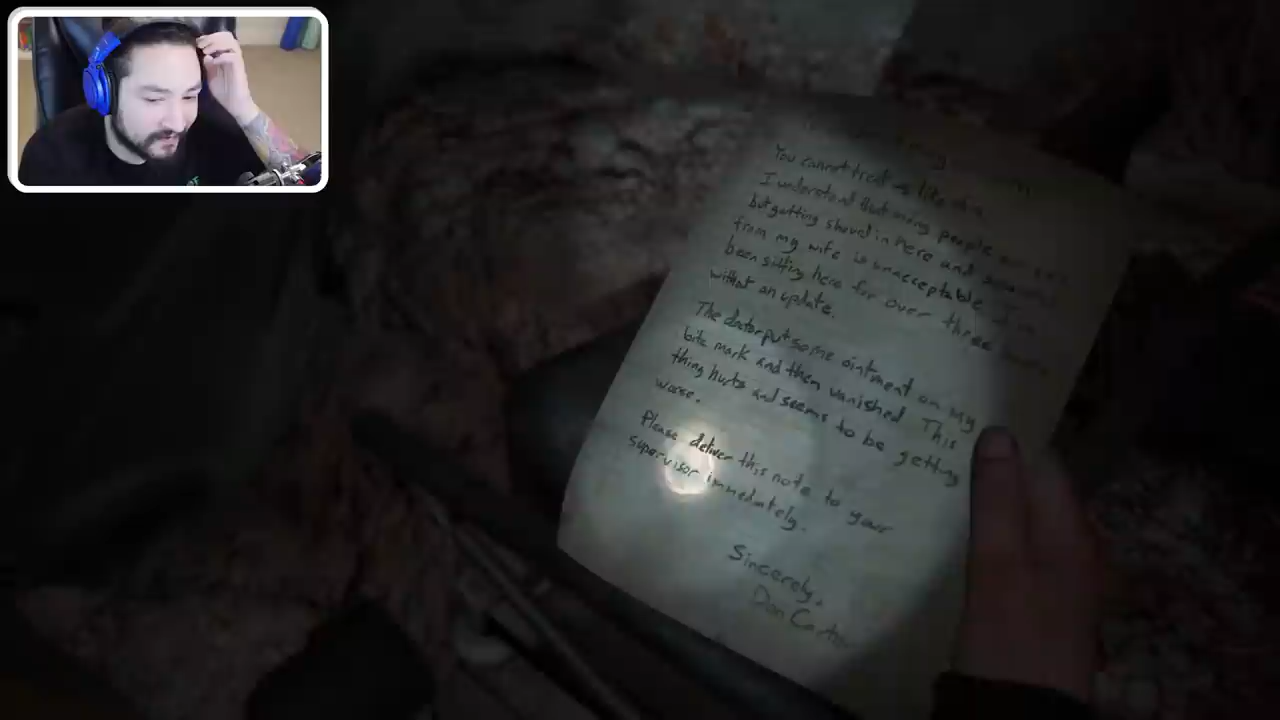 You cannot treat us like
I understand that many people
but getting shoved in here and
from my wife is unacceptable. I'm
been sitting here for over three
without an update.
The doctor put some ointment on my
bite mark and then vanished. This
thing hurts and seems to be getting
worse.
Please deliver this note to your
supervisor immediately.
Sincerely,
Don